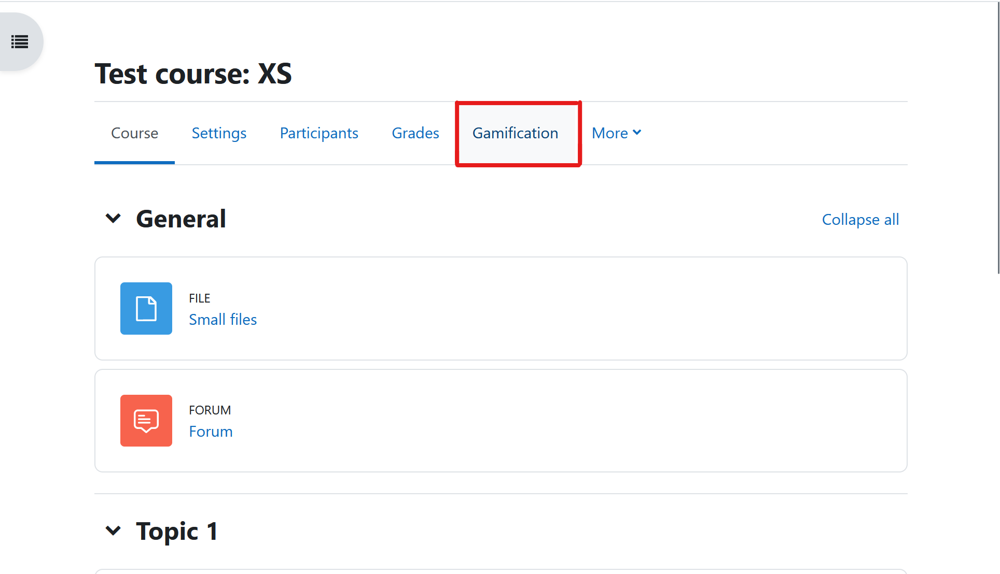 Test course: XS
Course Settings Participants Grades Gamification More
General Collapse all
FILE
Small files
FORUM
Forum
Topic 1